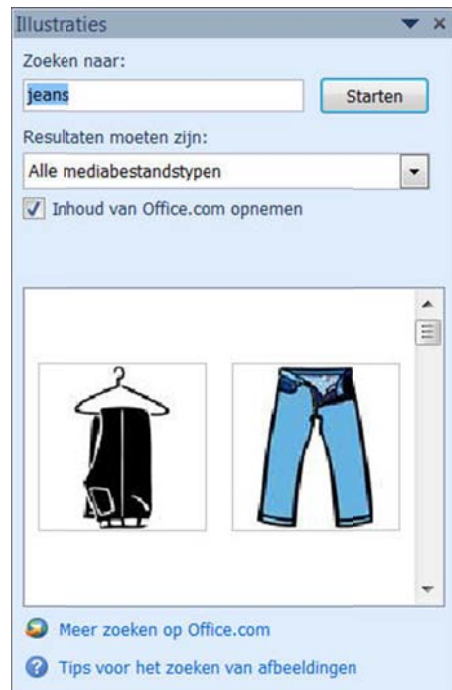 Illustraties
Zoeken naar:
jeans
Starten
Resultaten moeten zijn:
Alle mediabestandstypen
Inhoud van Office.com opnemen
Meer zoeken op Office.com
Tips voor het zoeken van afbeeldingen